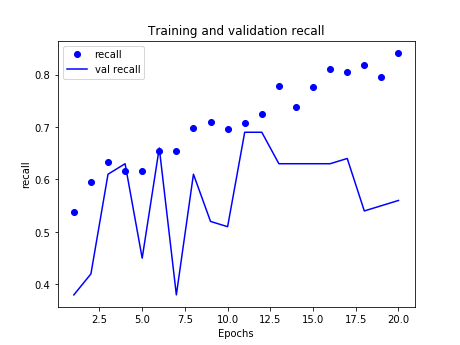 Training and validation recall
recall
val recall
0.8
0.7
0.6
0.5
0.4
recall
2.5 5.0 7.5 10.0 12.5 15.0 17.5 20.0
Epochs